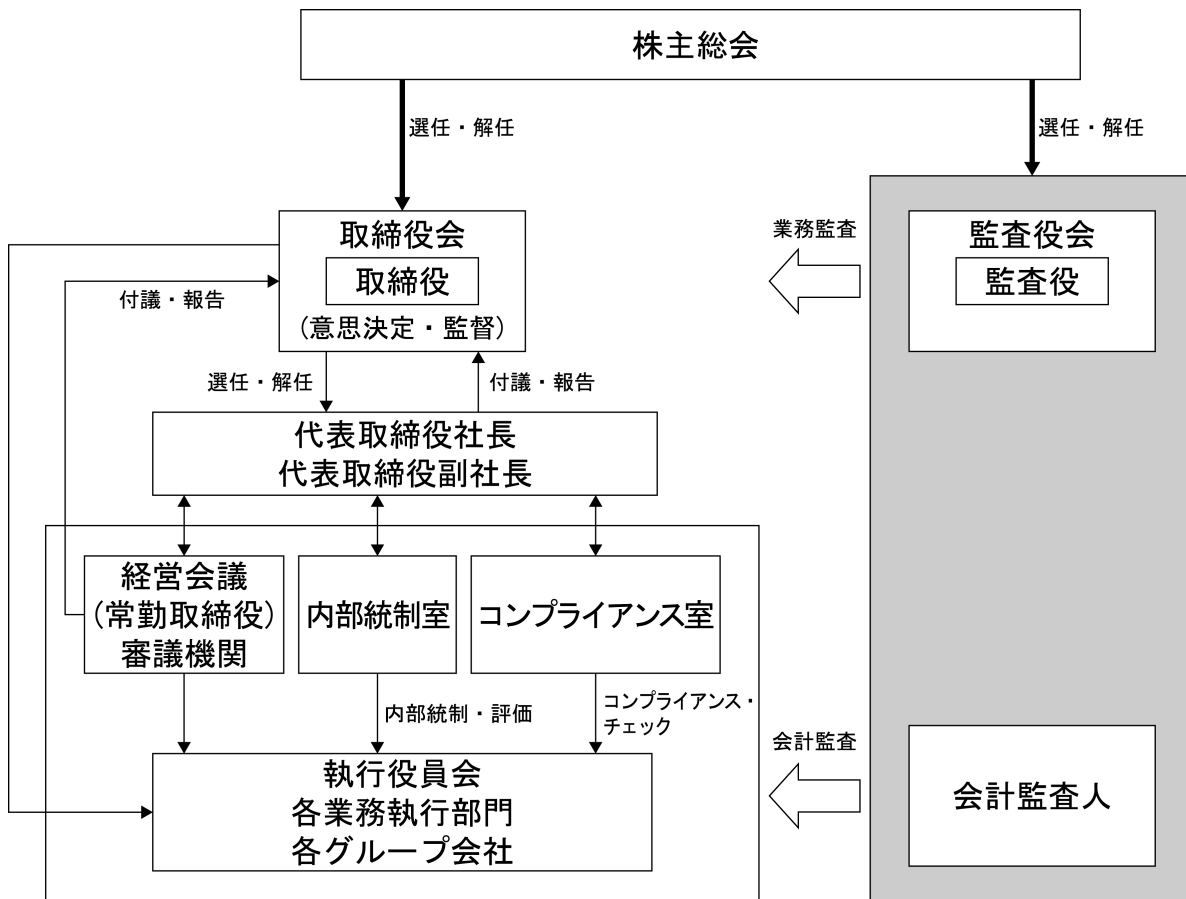 株主総会
選任・解任
選任・解任
取締役会
取締役
(意思決定・監督)
業務監査
監査役会
監査役
付議・報告
選任・解任
付議・報告
代表取締役社長
代表取締役副社長
経営会議
(常勤取締役)
審議機関
内部統制室
コンプライアンス室
内部統制・評価
コンプライアンス・
チェック
会計監査
執行役員会
各業務執行部門
各グループ会社
会計監査人